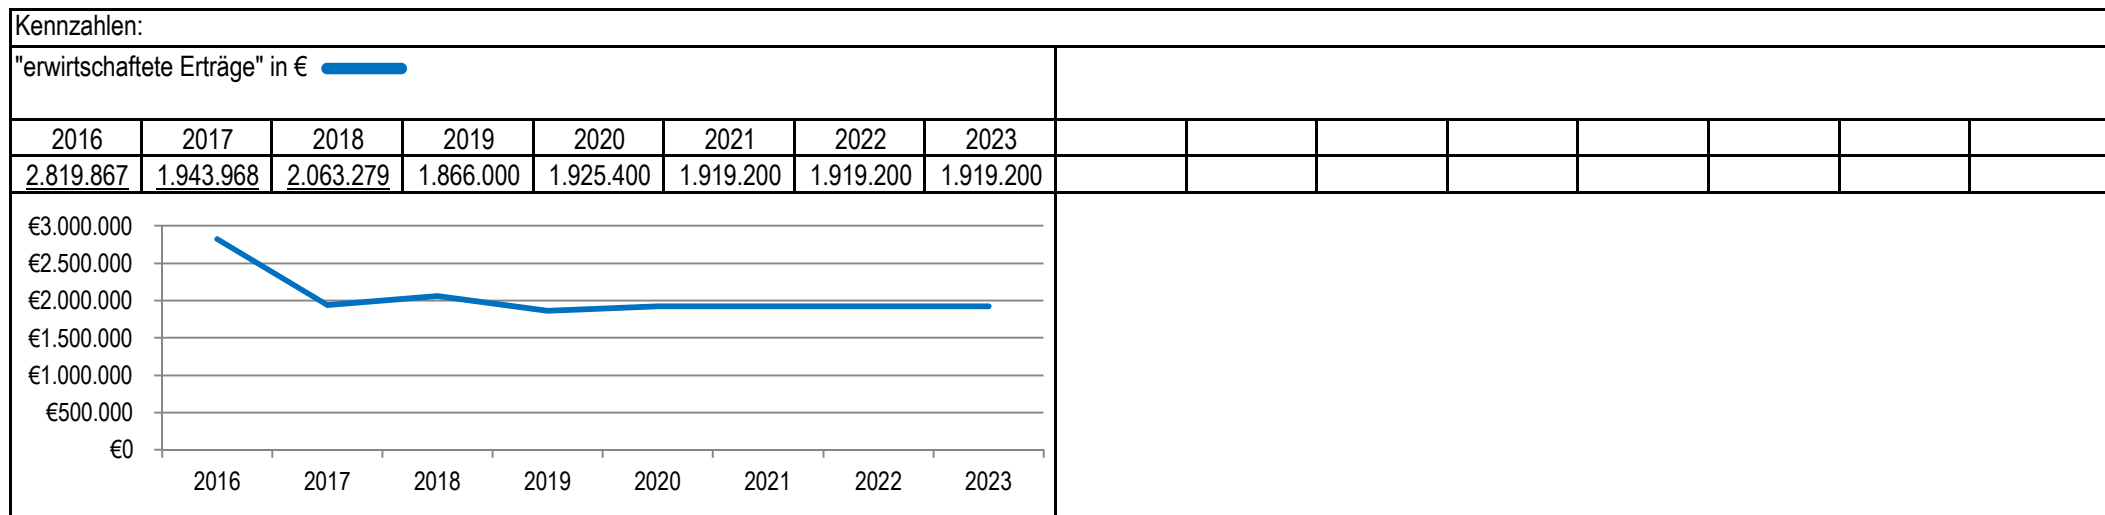 Kennzahlen:
"erwirtschaftete Erträge" in €
2016 2017 2018 2019 2020 2021 2022 2023
2.819.867 1.943.968 2.063.279 1.866.000 1.925.400 1.919.200 1.919.200 1.919.200
€3.000.000
€2.500.000
€2.000.000
€1.500.000
€1.000.000
€500.000
€0
2016 2017 2018 2019 2020 2021 2022 2023